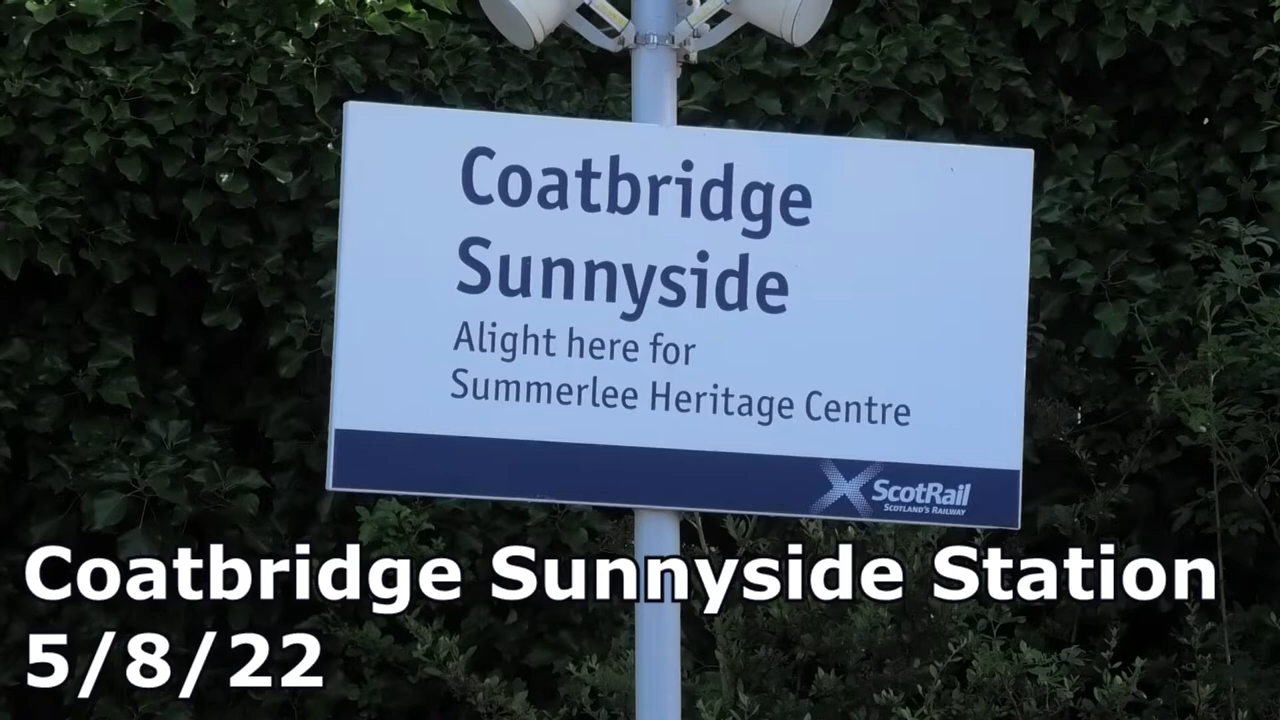 Coatbridge
Sunnyside
Alight here for
Summerlee Heritage Centre
ScotRail
SCOTLAND'S RAILWAY
Coatbridge Sunnyside Station
5/8/22